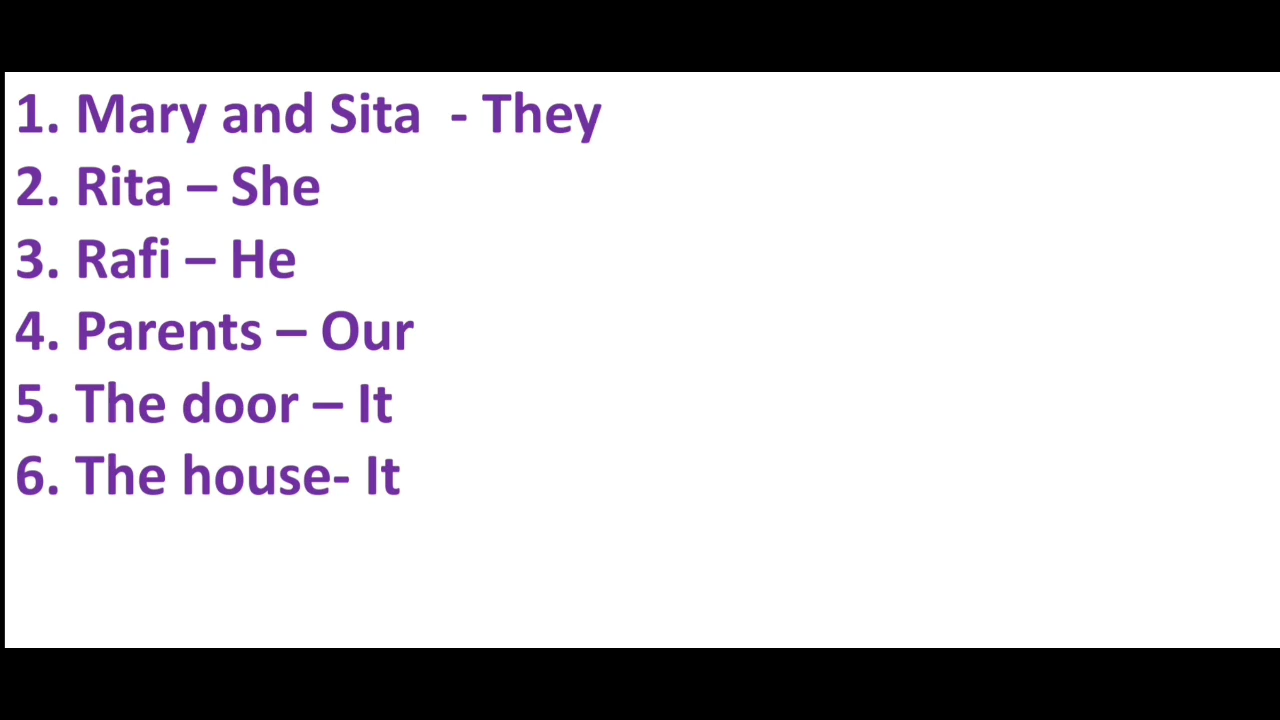 1. Mary and Sita  - They
2. Rita – She
3. Rafi – He
4. Parents – Our
5. The door – It
6. The house- It